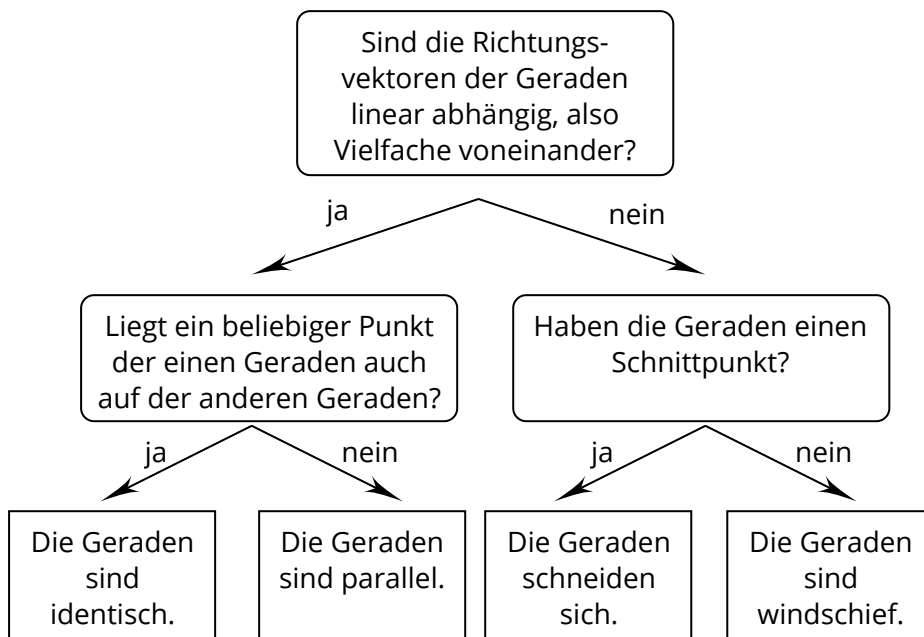 Sind die Richtungs-
vektoren der Geraden
linear abhängig, also
Vielfache voneinander?
ja
nein
Liegt ein beliebiger Punkt
der einen Geraden auch
auf der anderen Geraden?
Haben die Geraden einen
Schnittpunkt?
ja
nein
ja
nein
Die Geraden
sind
identisch.
Die Geraden
sind parallel.
Die Geraden
schneiden
sich.
Die Geraden
sind
windschief.